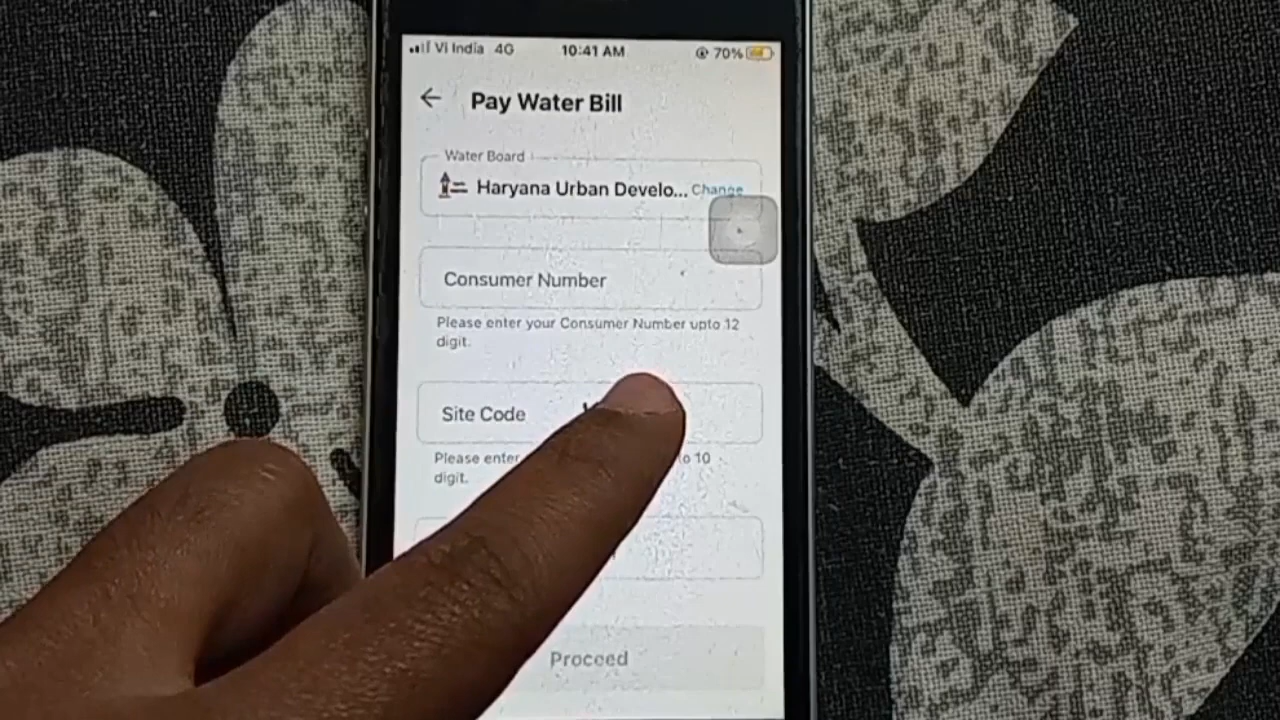 Vi India 4G 10:41 AM 70%
Pay Water Bill
Water Board
Haryana Urban Develo... Change
Consumer Number
Please enter your Consumer Number upto 12
digit.
Site Code
Please enter o 10
digit.
Proceed